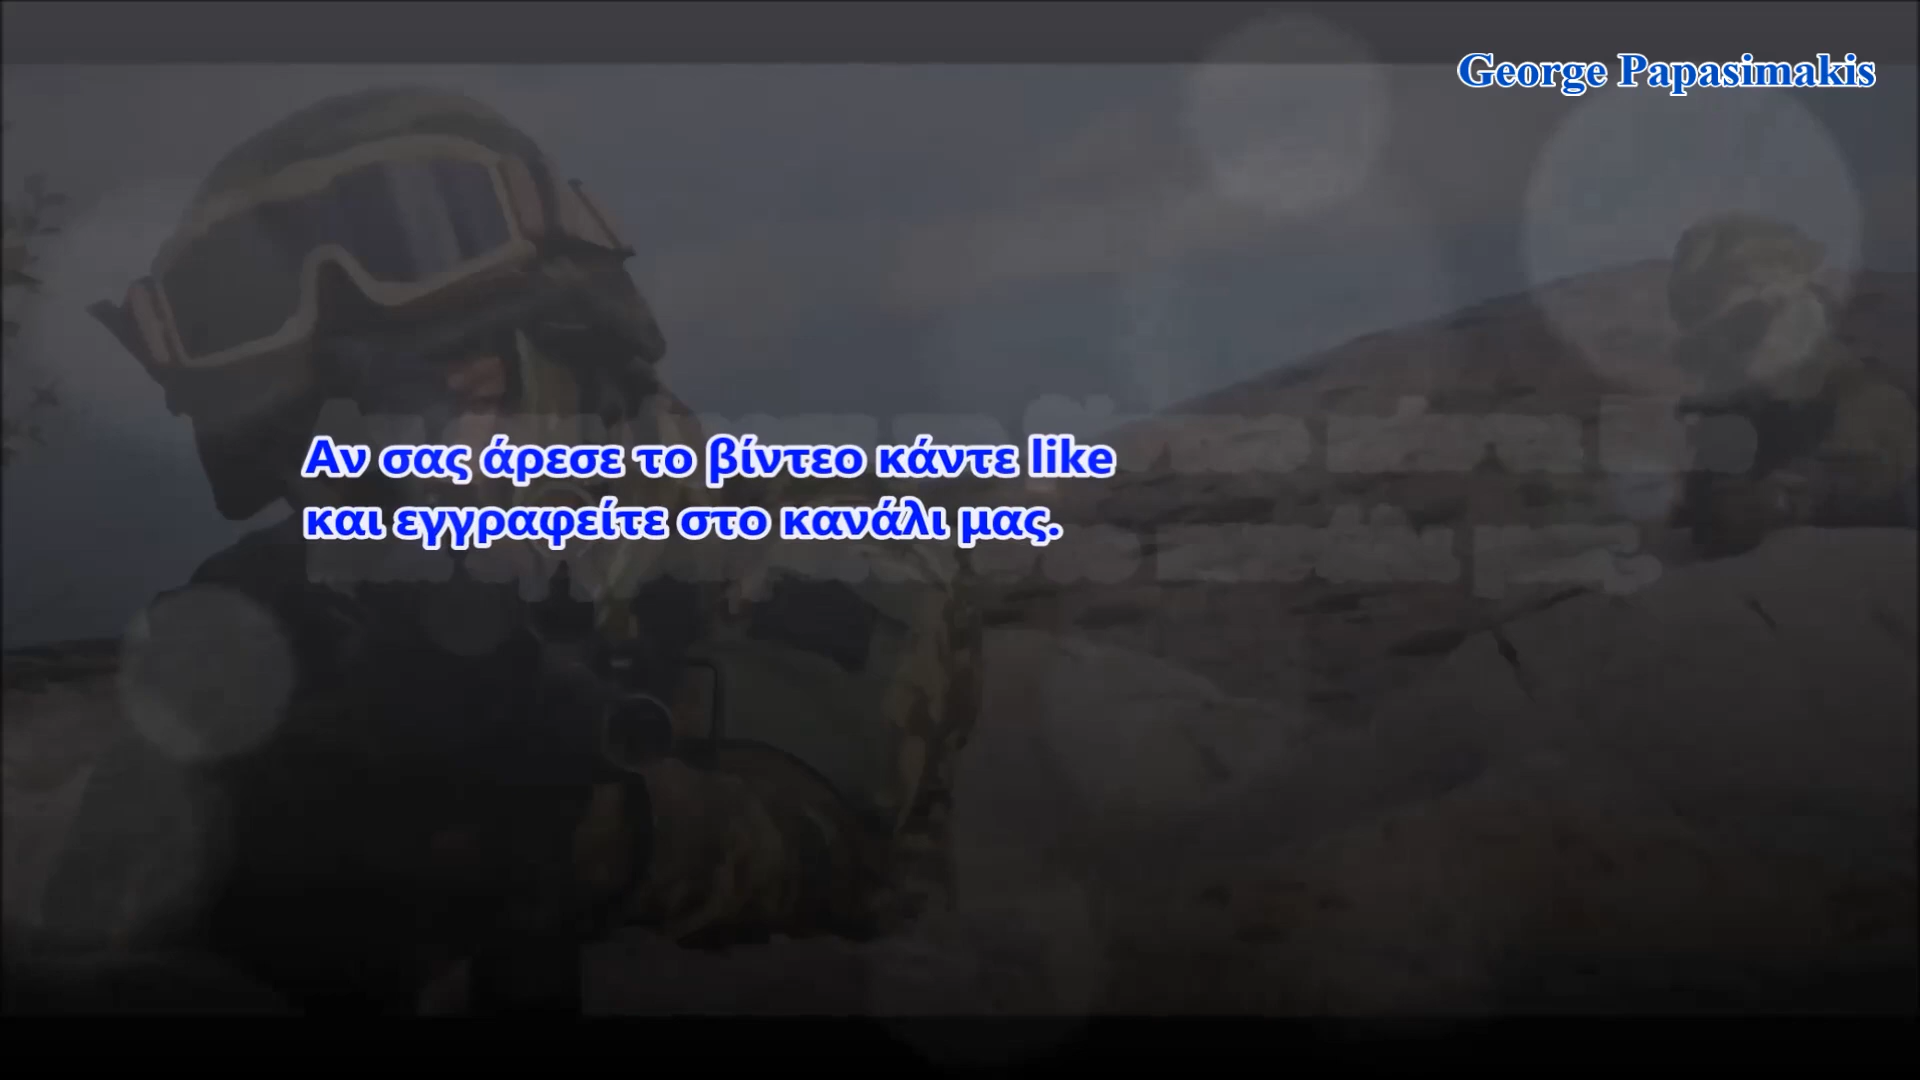 George Papasimakis
Αν σας άρεσε το βίντεο κάντε like
και εγγραφείτε στο κανάλι μας.